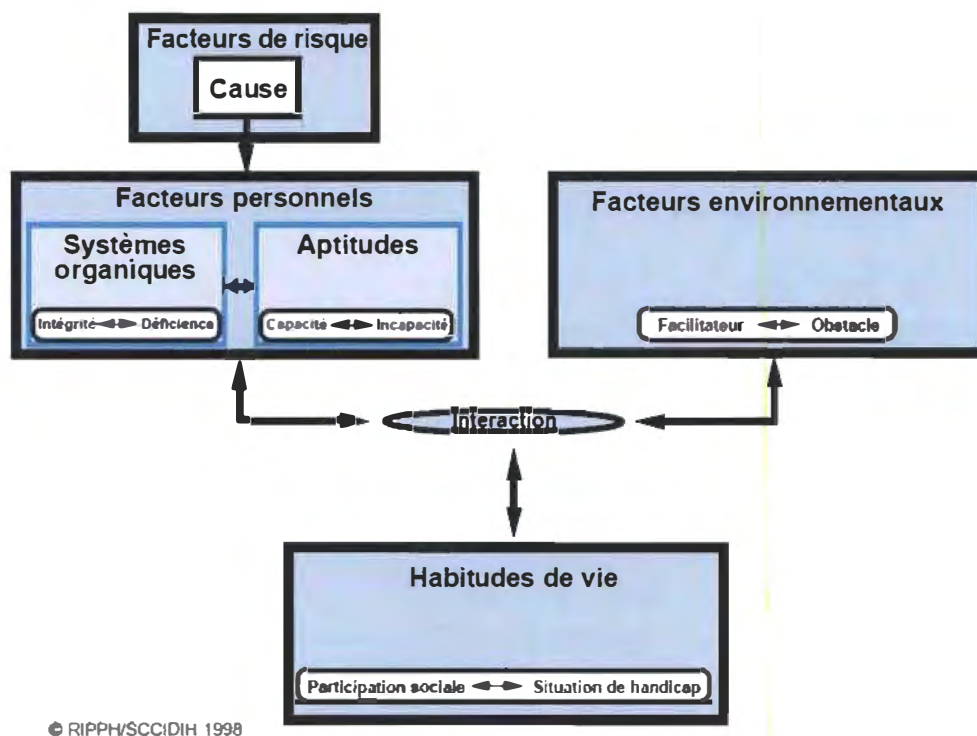 Facteurs de risque
Cause
Facteurs personnels
Systèmes
organiques
Intégrité Déficience
Aptitudes
Capacité Incapacité
Facteurs environnementaux
Facilitateur Obstacle
Interaction
Habitudes de vie
Participation sociale Situation de handicap
© RIPPH/SCCIDIH 1998